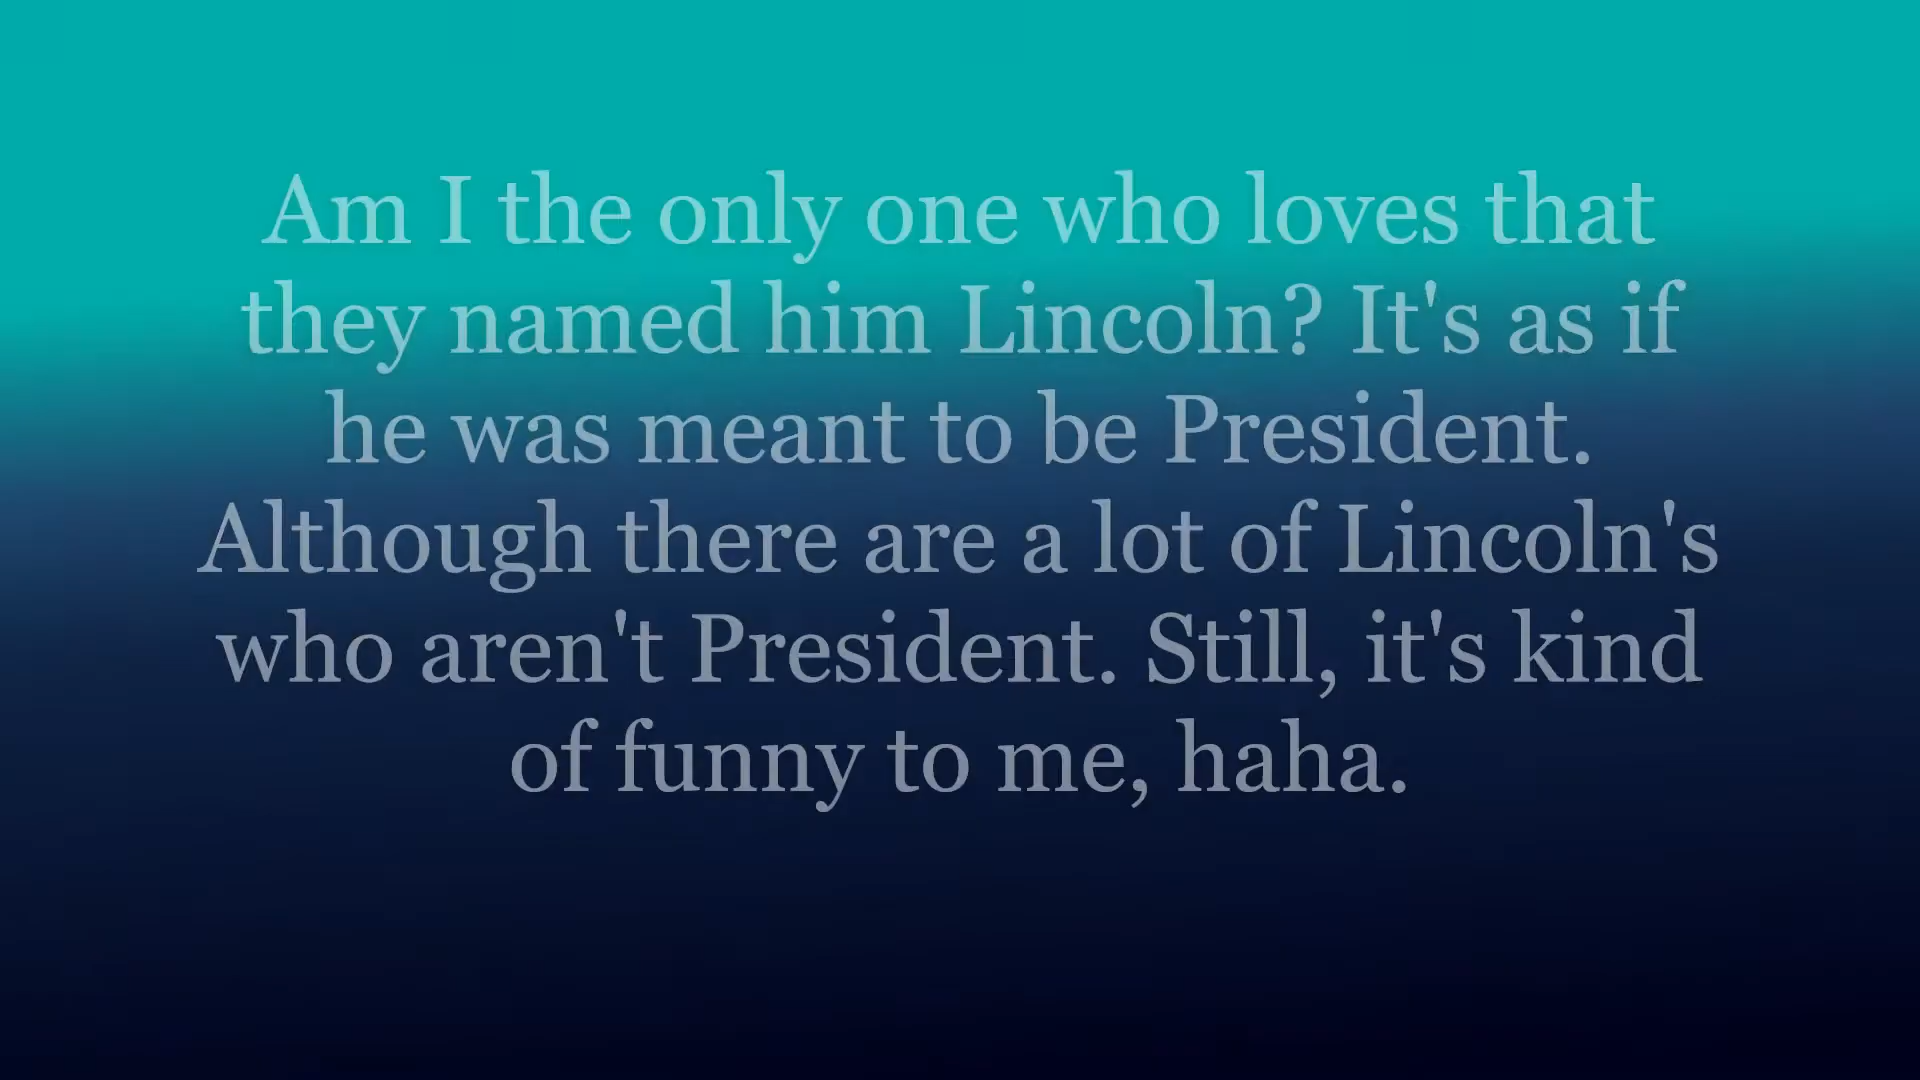 Am I the only one who loves that
they named him Lincoln? It's as if
he was meant to be President.
Although there are a lot of Lincoln's
who aren't President. Still, it's kind
of funny to me, haha.